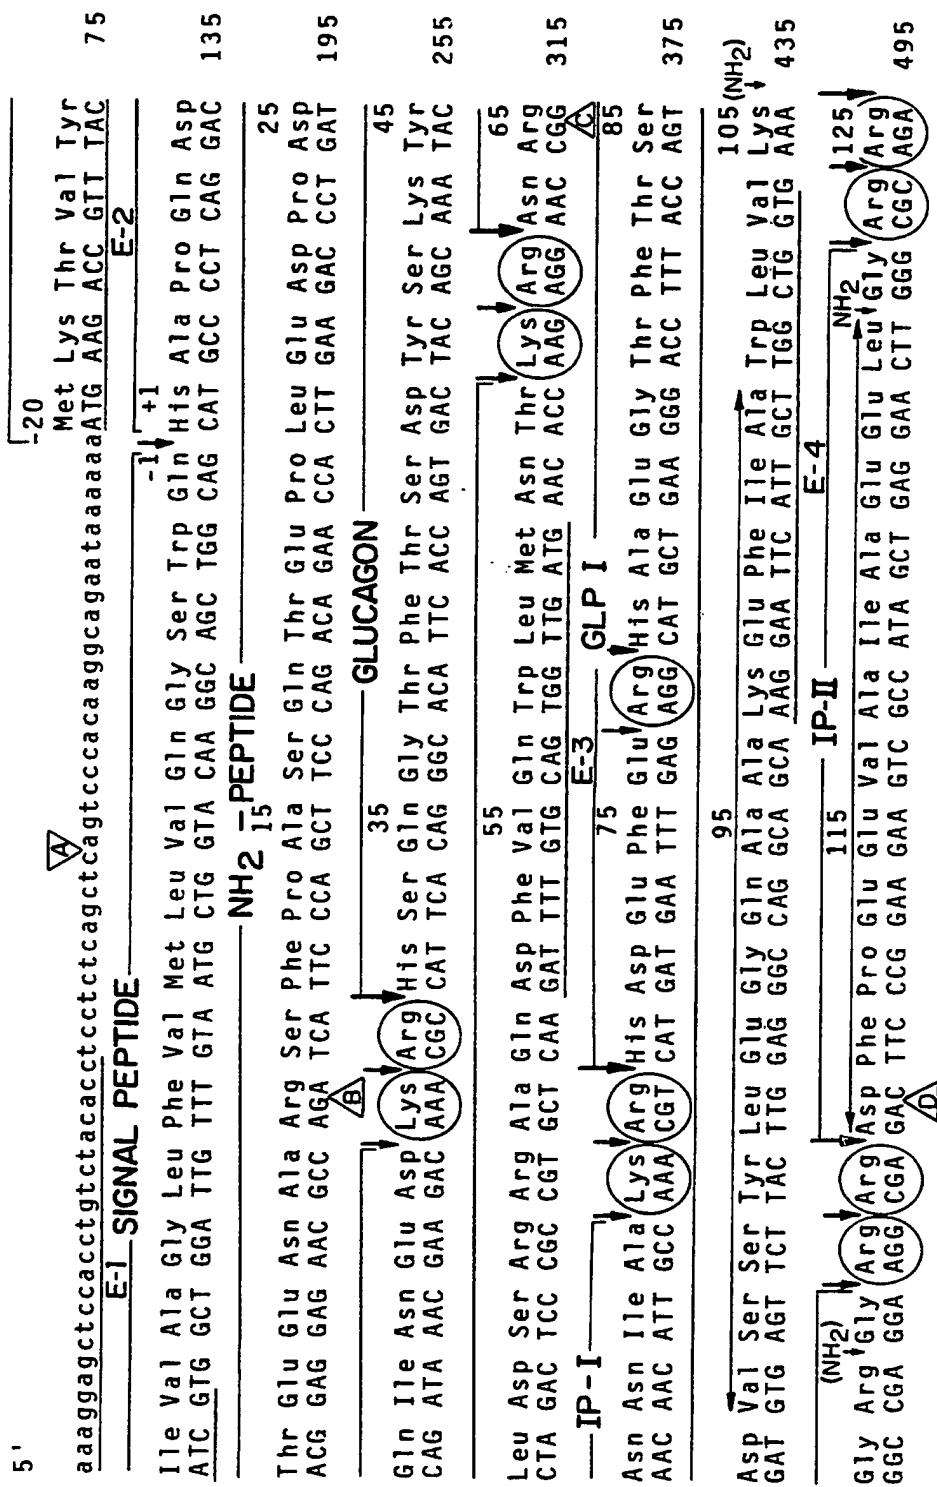 5'
-20
Met Lys Thr Val Tyr
aaaggagctccacctgtctacacctcctctcagctcagtcccacaaggcagaataaaaaaATG AAG ACC GTT TAC 75
A
E-1 E-2
SIGNAL PEPTIDE -1 +1
Ile Val Ala Gly Leu Phe Val Met Leu Val Gln Gly Ser Trp Gln His Ala Pro Gln Asp
ATC GTG GCT GGA TTG TTT GTA ATG CTG GTA CAA GGC AGC TGG CAG CAT GCC CCT CAG GAC 135
NH2 -PEPTIDE
15 25
Thr Glu Glu Asn Ala Arg Ser Phe Pro Ala Ser Gln Thr Glu Pro Leu Glu Asp Pro Asp
ACG GAG GAG AAC GCC AGA TCA TTC CCA GCT TCC CAG ACA GAA CCA CTT GAA GAC CCT GAT 195
B
GLUCAGON
35 45
Gln Ile Asn Glu Asp Lys Arg His Ser Gln Gly Thr Phe Thr Ser Asp Tyr Ser Lys Tyr
CAG ATA AAC GAA GAC AAA CGC CAT TCA CAG GGC ACA TTC ACC AGT GAC TAC AGC AAA TAC 255
55 65
Leu Asp Ser Arg Arg Ala Gln Asp Phe Val Gln Trp Leu Met Asn Thr Lys Arg Asn Arg
CTA GAC TCC CGC CGT GCT CAA GAT TTT GTG CAG TGG TTG ATG AAC ACC AAG AGG AAC CGG 315
C
E-3
IP-I GLP I
75 85
Asn Asn Ile Ala Lys Arg His Asp Glu Phe Glu Arg His Ala Glu Gly Thr Phe Thr Ser
AAC AAC ATT GCC AAA CGT CAT GAT GAA TTT GAG AGG CAT GCT GAA GGG ACC TTT ACC AGT 375
95 105
(NH2)
Asp Val Ser Ser Tyr Leu Glu Gly Gln Ala Ala Lys Glu Phe Ile Ala Trp Leu Val Lys
GAT GTG AGT TCT TAC TTG GAG GGC CAG GCA GCA AAG GAA TTC ATT GCT TGG CTG GTG AAA 435
E-4
IP-II
(NH2) 115 NH2 125
Gly Arg Gly Arg Arg Asp Phe Pro Glu Glu Val Ala Ile Ala Glu Glu Leu Gly Arg Arg
GGC CGA GGA AGG CGA GAC TTC CCG GAA GAA GTC GCC ATA GCT GAG GAA CTT GGG CGC AGA 495
D